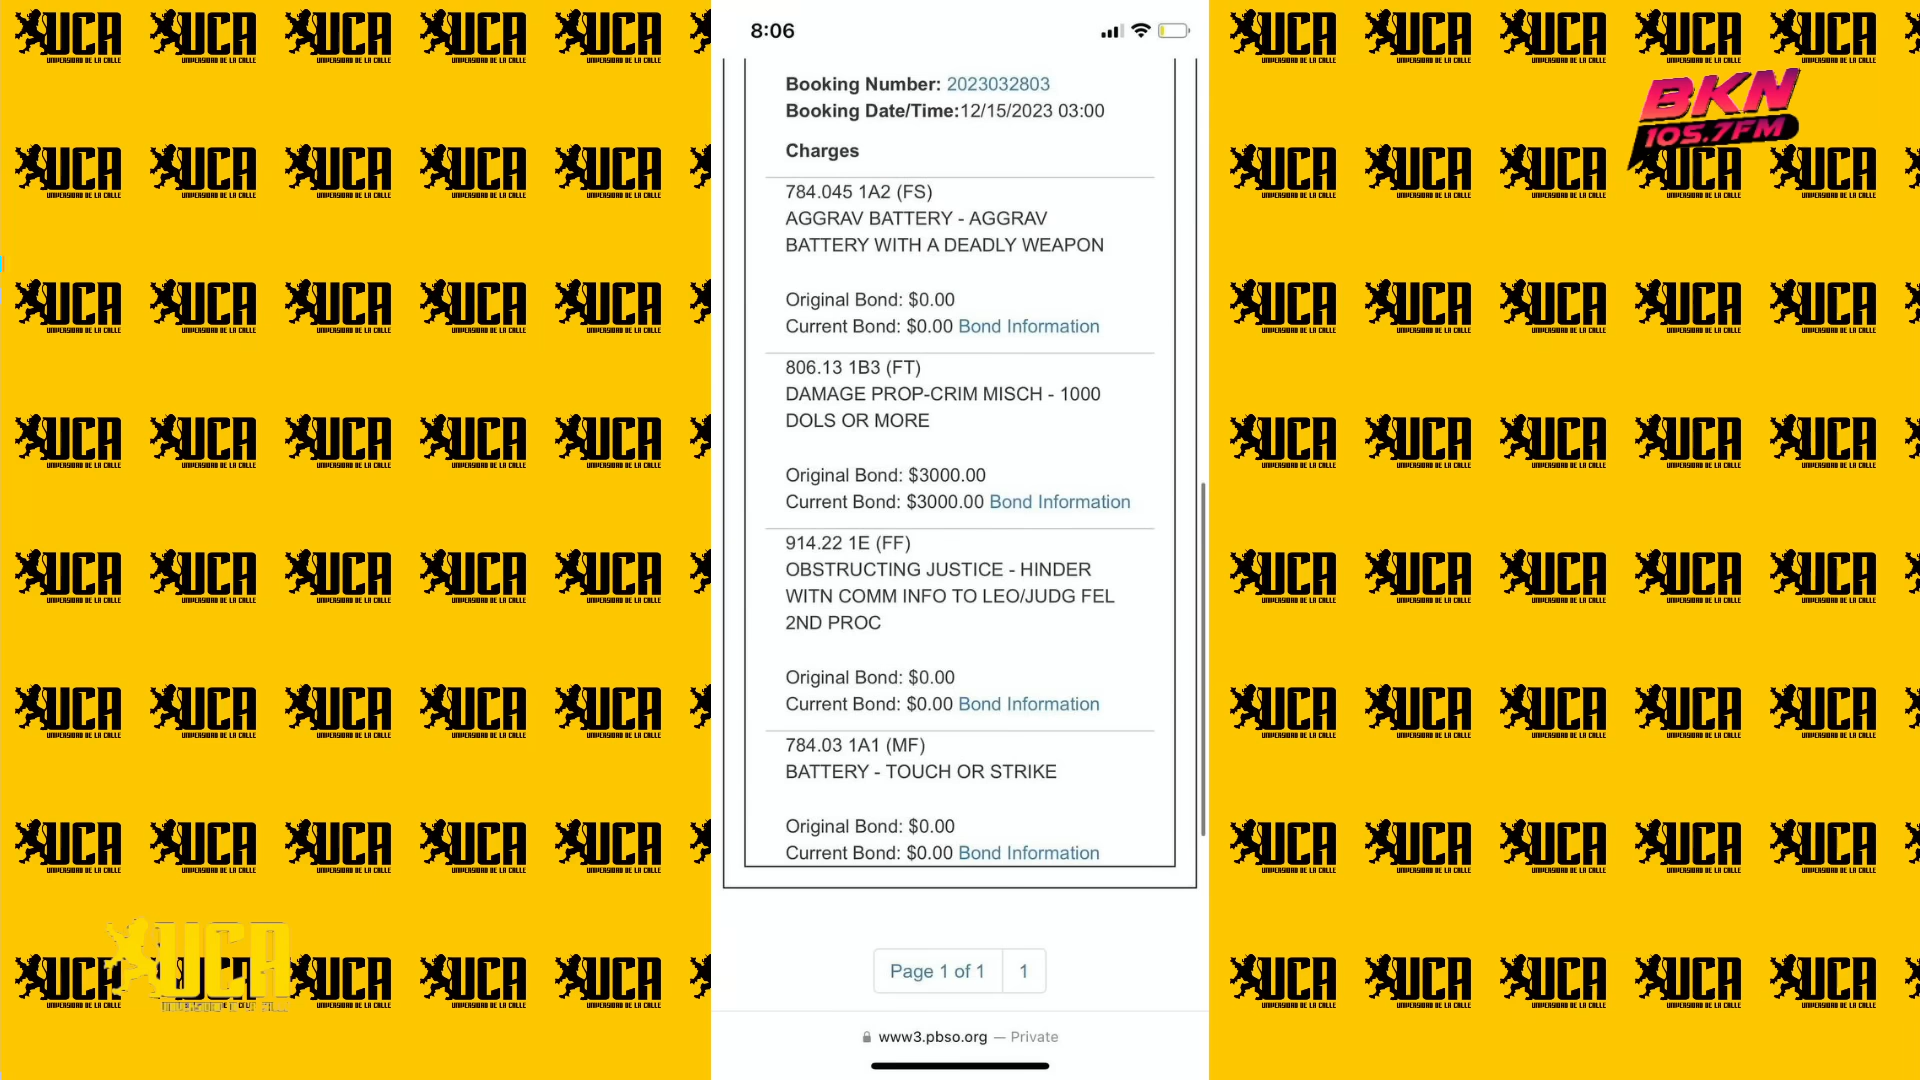 8:06
Booking Number: 2023032803
Booking Date/Time:12/15/2023 03:00
Charges
784.045 1A2 (FS)
AGGRAV BATTERY - AGGRAV
BATTERY WITH A DEADLY WEAPON
Original Bond: $0.00
Current Bond: $0.00 Bond Information
806.13 1B3 (FT)
DAMAGE PROP-CRIM MISCH - 1000
DOLS OR MORE
Original Bond: $3000.00
Current Bond: $3000.00 Bond Information
914.22 1E (FF)
OBSTRUCTING JUSTICE - HINDER
WITN COMM INFO TO LEO/JUDG FEL
2ND PROC
Original Bond: $0.00
Current Bond: $0.00 Bond Information
784.03 1A1 (MF)
BATTERY - TOUCH OR STRIKE
Original Bond: $0.00
Current Bond: $0.00 Bond Information
Page 1 of 1 1
www3.pbso.org — Private
BKN
105.7FM
UCA
UNIVERSIDAD DE LA CALLE